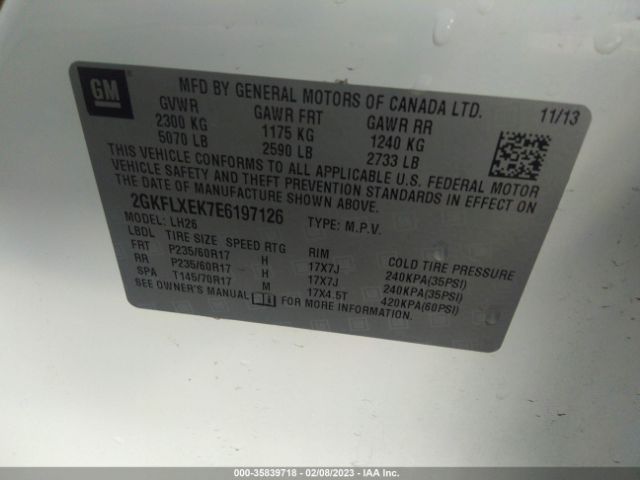 GM
MFD BY GENERAL MOTORS OF CANADA LTD.
11/13
GVWR GAWR FRT GAWR RR
2300 KG 1175 KG 1240 KG
5070 LB 2590 LB 2733 LB
THIS VEHICLE CONFORMS TO ALL APPLICABLE U.S. FEDERAL MOTOR
VEHICLE SAFETY AND THEFT PREVENTION STANDARDS IN EFFECT ON
THE DATE OF MANUFACTURE SHOWN ABOVE.
2GKFLXEK7E6197126 TYPE: M.P.V.
MODEL: LH26
LBDL TIRE SIZE SPEED RTG RIM COLD TIRE PRESSURE
FRT P235/60R17 H 17X7J 240KPA(35PSI)
RR P235/60R17 H 17X7J 240KPA(35PSI)
SPA T145/70R17 M 17X4.5T 420KPA(60PSI)
SEE OWNER'S MANUAL FOR MORE INFORMATION.
000-35839718 - 02/08/2023 - IAA Inc.